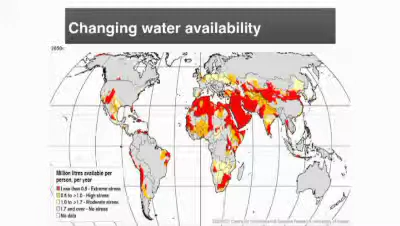 Changing water availability
2050s:
Million litres available per
person, per year
Less than 0.5 - Extreme stress
0.5 to >1.0 - High stress
1.0 to >1.7 - Moderate stress
1.7 and over - No stress
No data